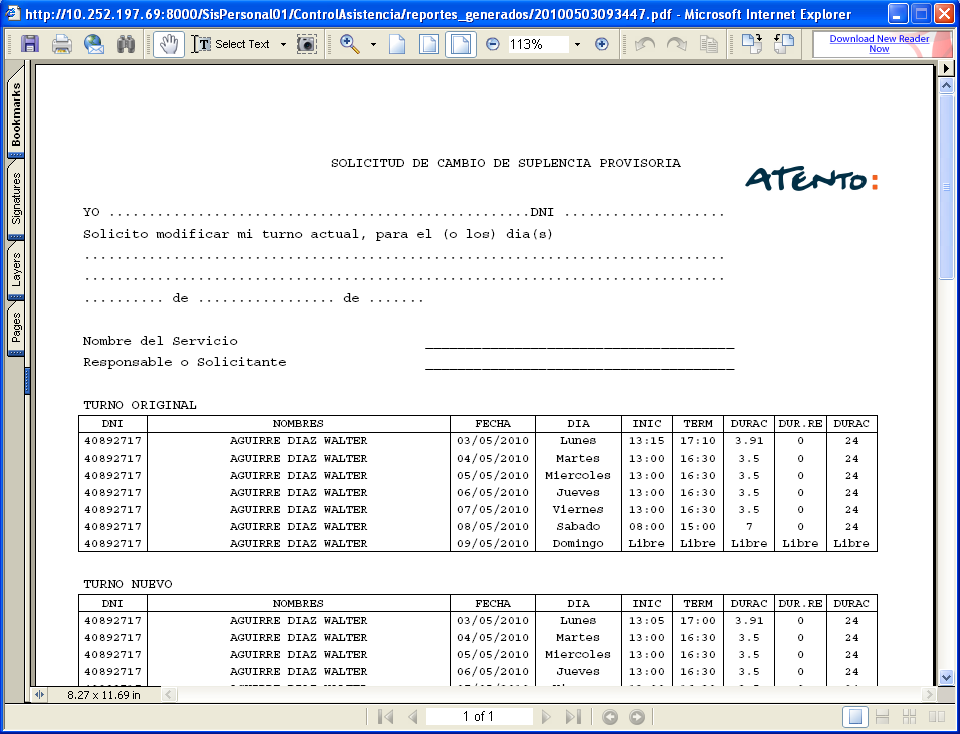 http://10.252.197.69:8000/SisPersonal01/ControlAsistencia/reportes_generados/20100503093447.pdf - Microsoft Internet Explorer
Select Text 113% Download New Reader Now
Bookmarks
Signatures
Layers
Pages
SOLICITUD DE CAMBIO DE SUPLENCIA PROVISORIA
ATENTO:
YO ....................................................DNI ....................
Solicito modificar mi turno actual, para el (o los) dia(s)
...............................................................................
...............................................................................
.......... de ................. de .......
Nombre del Servicio ______________________________________
Responsable o Solicitante ______________________________________
TURNO ORIGINAL
DNI NOMBRES FECHA DIA INIC TERM DURAC DUR.RE DURAC
40892717 AGUIRRE DIAZ WALTER 03/05/2010 Lunes 13:15 17:10 3.91 0 24
40892717 AGUIRRE DIAZ WALTER 04/05/2010 Martes 13:00 16:30 3.5 0 24
40892717 AGUIRRE DIAZ WALTER 05/05/2010 Miercoles 13:00 16:30 3.5 0 24
40892717 AGUIRRE DIAZ WALTER 06/05/2010 Jueves 13:00 16:30 3.5 0 24
40892717 AGUIRRE DIAZ WALTER 07/05/2010 Viernes 13:00 16:30 3.5 0 24
40892717 AGUIRRE DIAZ WALTER 08/05/2010 Sabado 08:00 15:00 7 0 24
40892717 AGUIRRE DIAZ WALTER 09/05/2010 Domingo Libre Libre Libre Libre Libre
TURNO NUEVO
DNI NOMBRES FECHA DIA INIC TERM DURAC DUR.RE DURAC
40892717 AGUIRRE DIAZ WALTER 03/05/2010 Lunes 13:05 17:00 3.91 0 24
40892717 AGUIRRE DIAZ WALTER 04/05/2010 Martes 13:00 16:30 3.5 0 24
40892717 AGUIRRE DIAZ WALTER 05/05/2010 Miercoles 13:00 16:30 3.5 0 24
40892717 AGUIRRE DIAZ WALTER 06/05/2010 Jueves 13:00 16:30 3.5 0 24
8.27 x 11.69 in
1 of 1